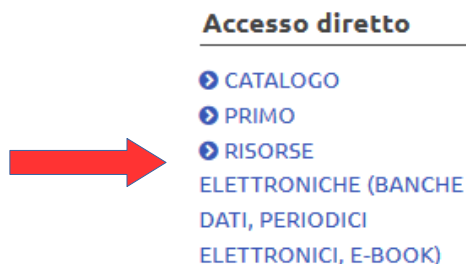 Accesso diretto
CATALOGO
PRIMO
RISORSE
ELETTRONICHE (BANCHE
DATI, PERIODICI
ELETTRONICI, E-BOOK)